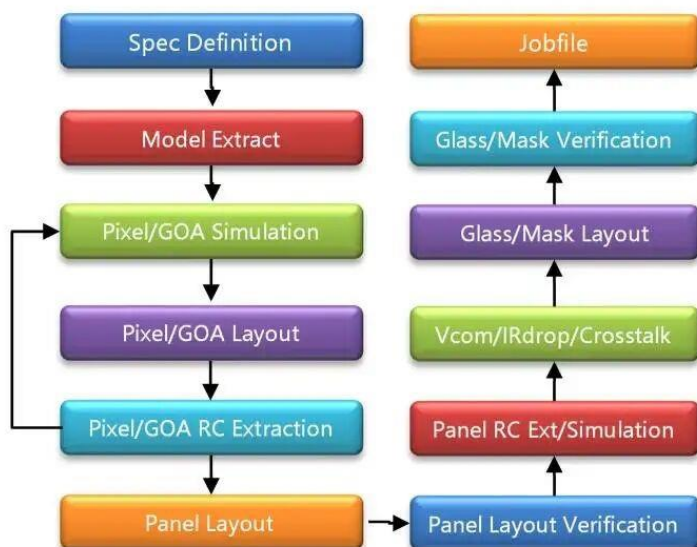 Spec Definition
Model Extract
Pixel/GOA Simulation
Pixel/GOA Layout
Pixel/GOA RC Extraction
Panel Layout
Panel Layout Verification
Panel RC Ext/Simulation
Vcom/IRdrop/Crosstalk
Glass/Mask Layout
Glass/Mask Verification
Jobfile